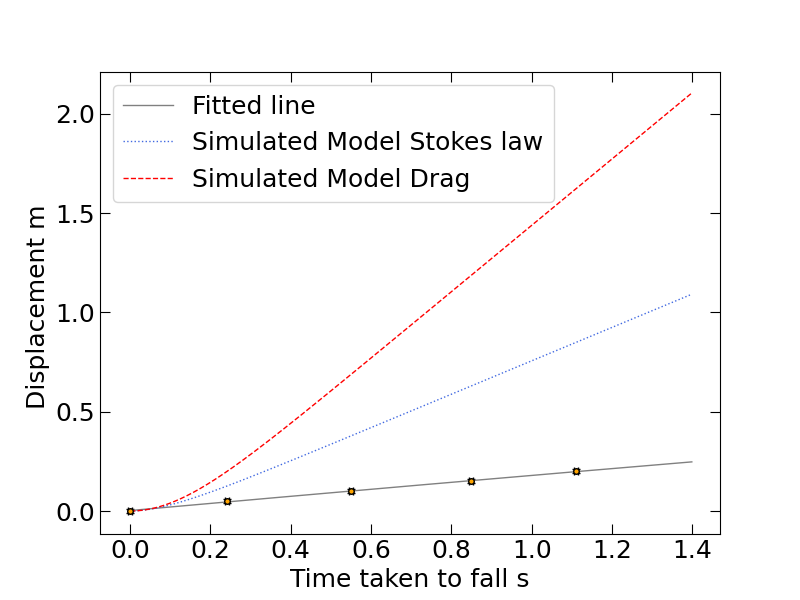 Fitted line
Simulated Model Stokes law
Simulated Model Drag
2.0
1.5
1.0
0.5
0.0
Displacement m
0.0 0.2 0.4 0.6 0.8 1.0 1.2 1.4
Time taken to fall s